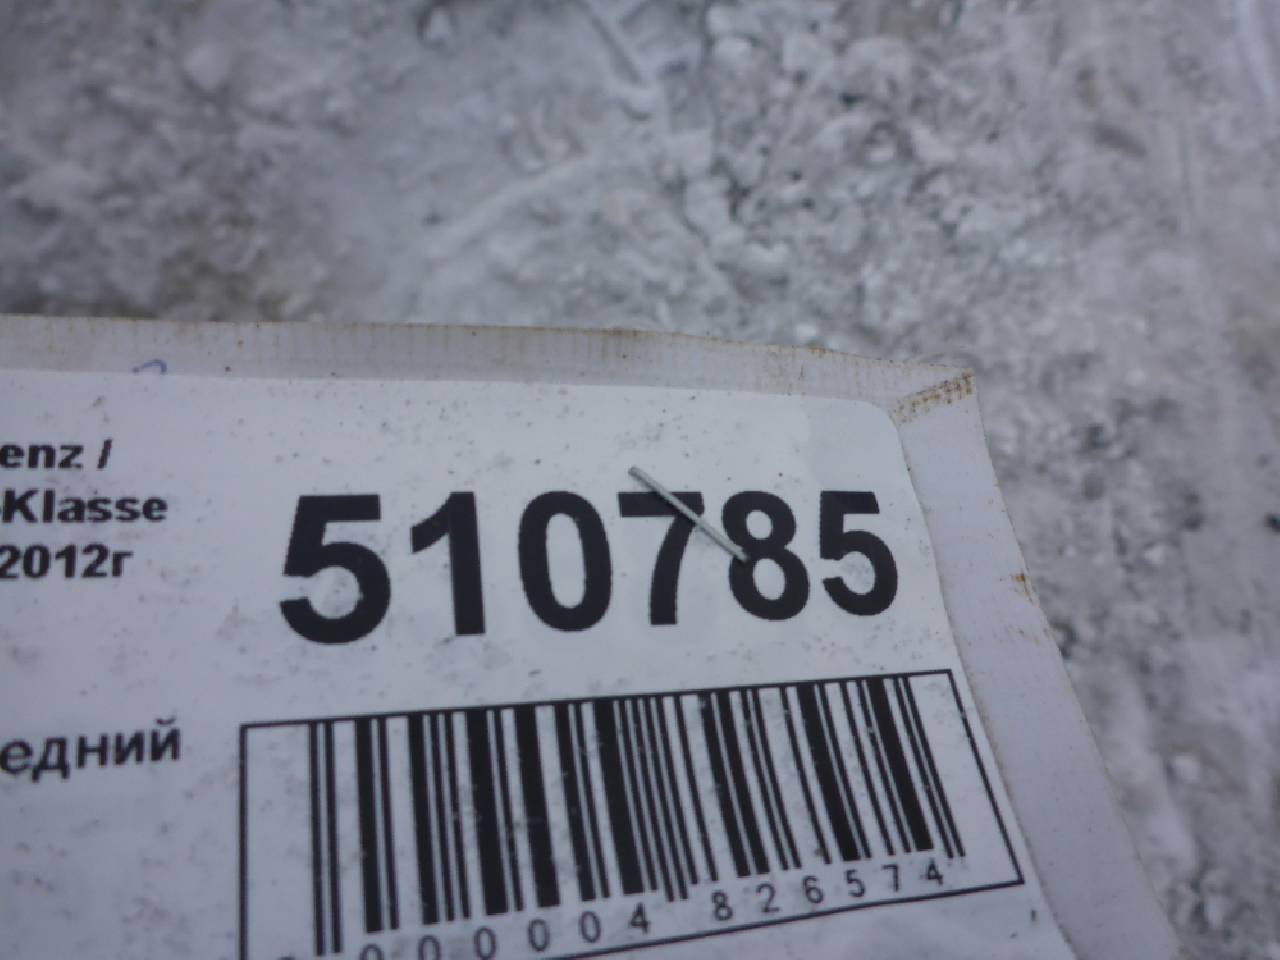 enz /
-Klasse
2012г
510785
едний
000004 826574